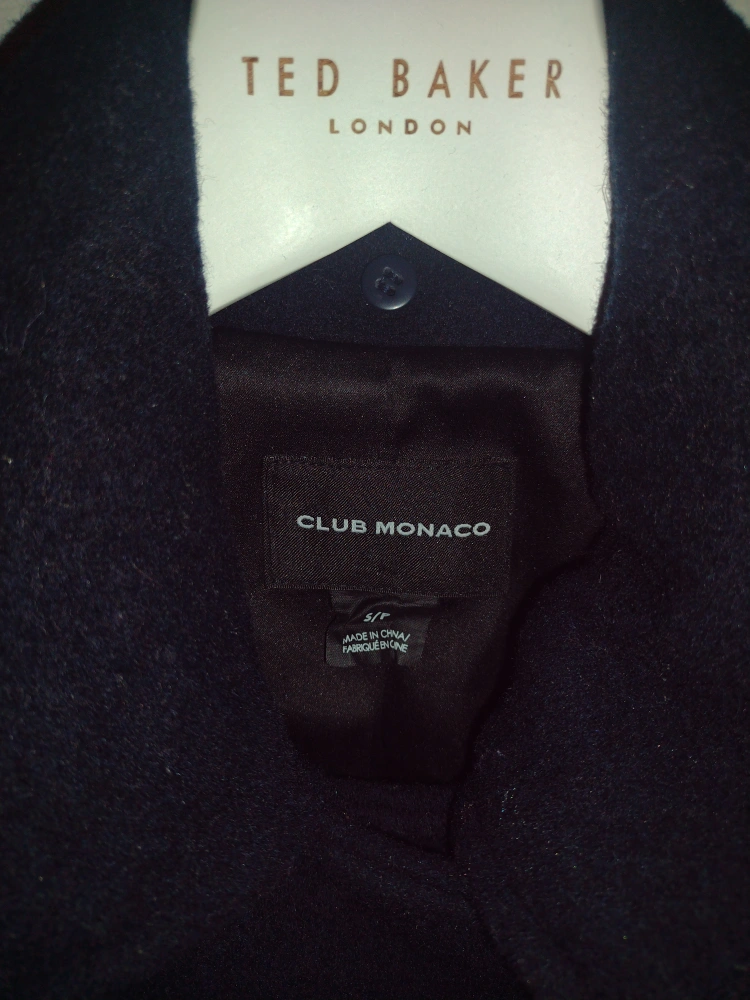 TED BAKER
LONDON
CLUB MONACO
S/P
MADE IN CHINA/
FABRIQUÉ EN CINE